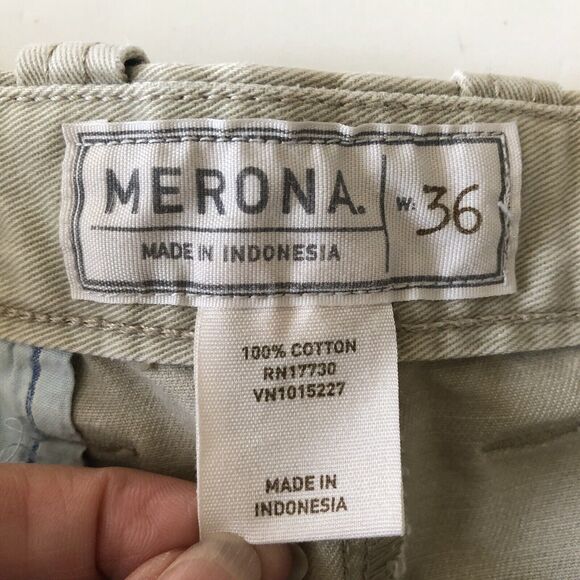 MERONA.
MADE IN INDONESIA
W: 36
100% COTTON
RN17730
VN1015227
MADE IN
INDONESIA